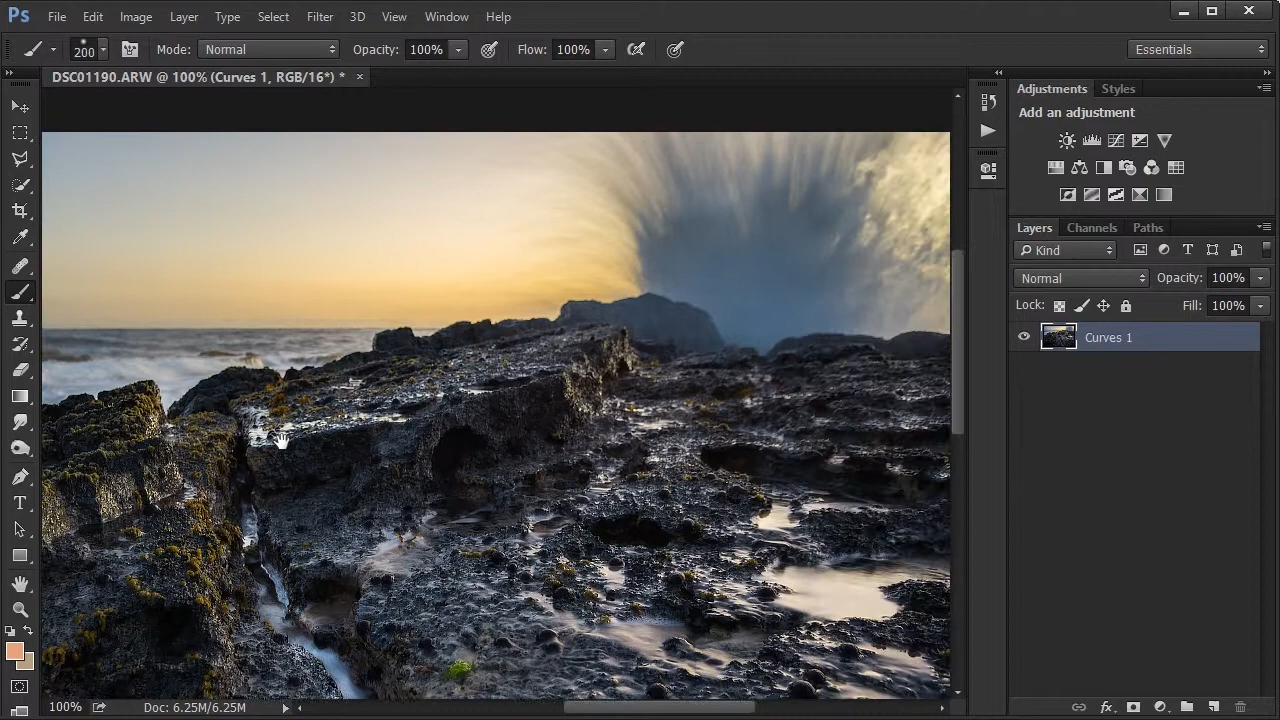 Ps File Edit Image Layer Type Select Filter 3D View Window Help
200 Mode: Normal Opacity: 100% Flow: 100% Essentials
DSC01190.ARW @ 100% (Curves 1, RGB/16*) * ×
Adjustments Styles
Add an adjustment
Layers Channels Paths
Kind
Normal Opacity: 100%
Lock: Fill: 100%
Curves 1
100% Doc: 6.25M/6.25M